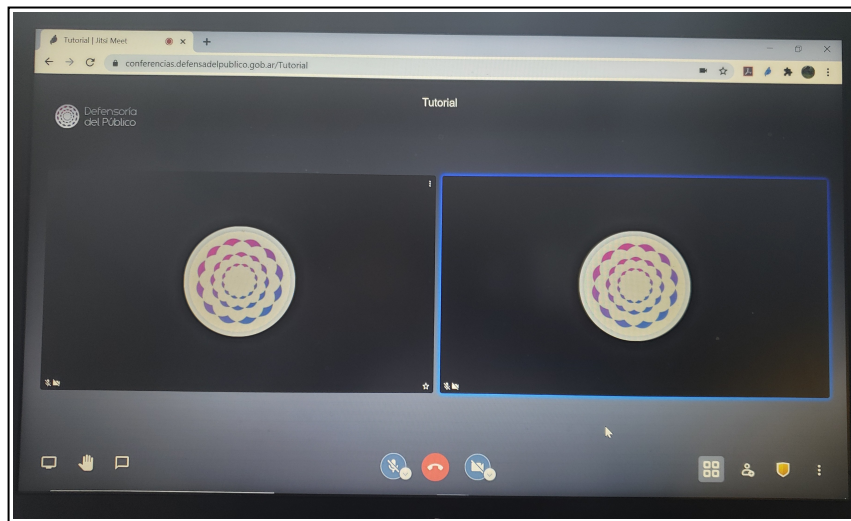 Tutorial | Jitsi Meet
conferencias.defensadelpublico.gob.ar/Tutorial
Tutorial
Defensoría
del Público